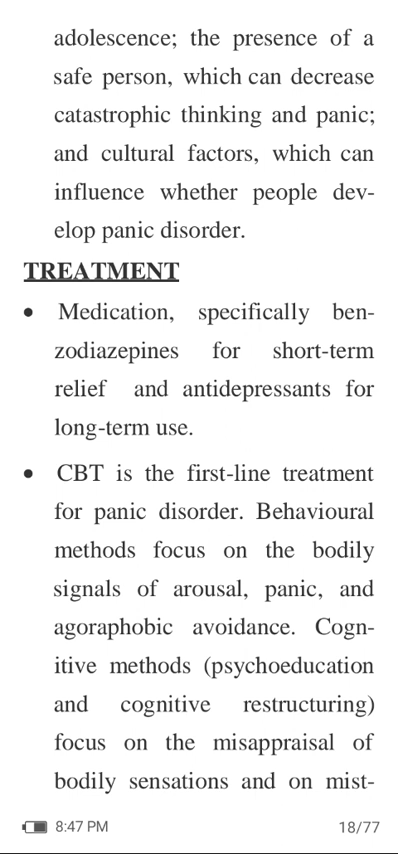 adolescence; the presence of a
safe person, which can decrease
catastrophic thinking and panic;
and cultural factors, which can
influence whether people dev-
elop panic disorder.
TREATMENT
• Medication, specifically ben-
zodiazepines for short-term
relief and antidepressants for
long-term use.
• CBT is the first-line treatment
for panic disorder. Behavioural
methods focus on the bodily
signals of arousal, panic, and
agoraphobic avoidance. Cogn-
itive methods (psychoeducation
and cognitive restructuring)
focus on the misappraisal of
bodily sensations and on mist-
8:47 PM 18/77